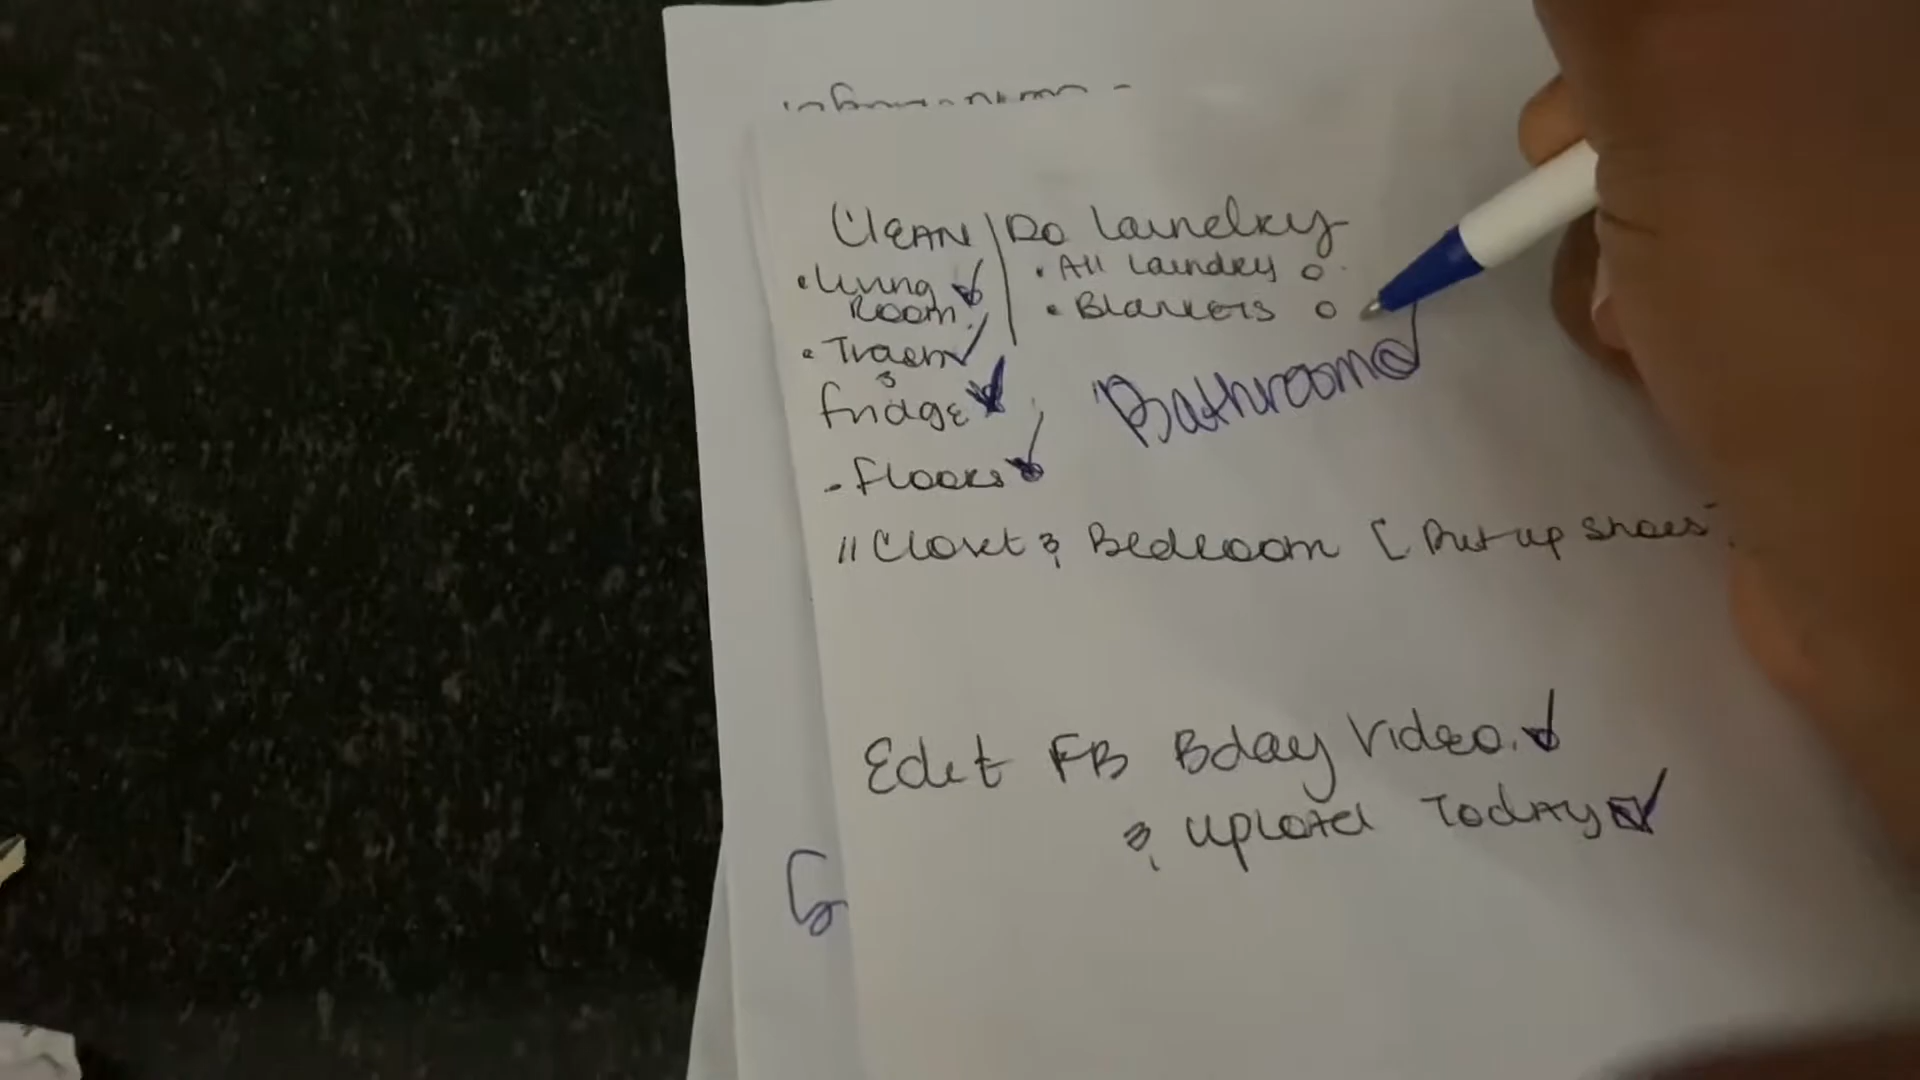 Clean / Do Laundry
• Living Room
• All Laundry
• Blankets
• Trash
& fridge
Bathroom
- Floors
" Closet & Bedroom [ Put up shoes
Edit FB Bday Video.
& Upload Today